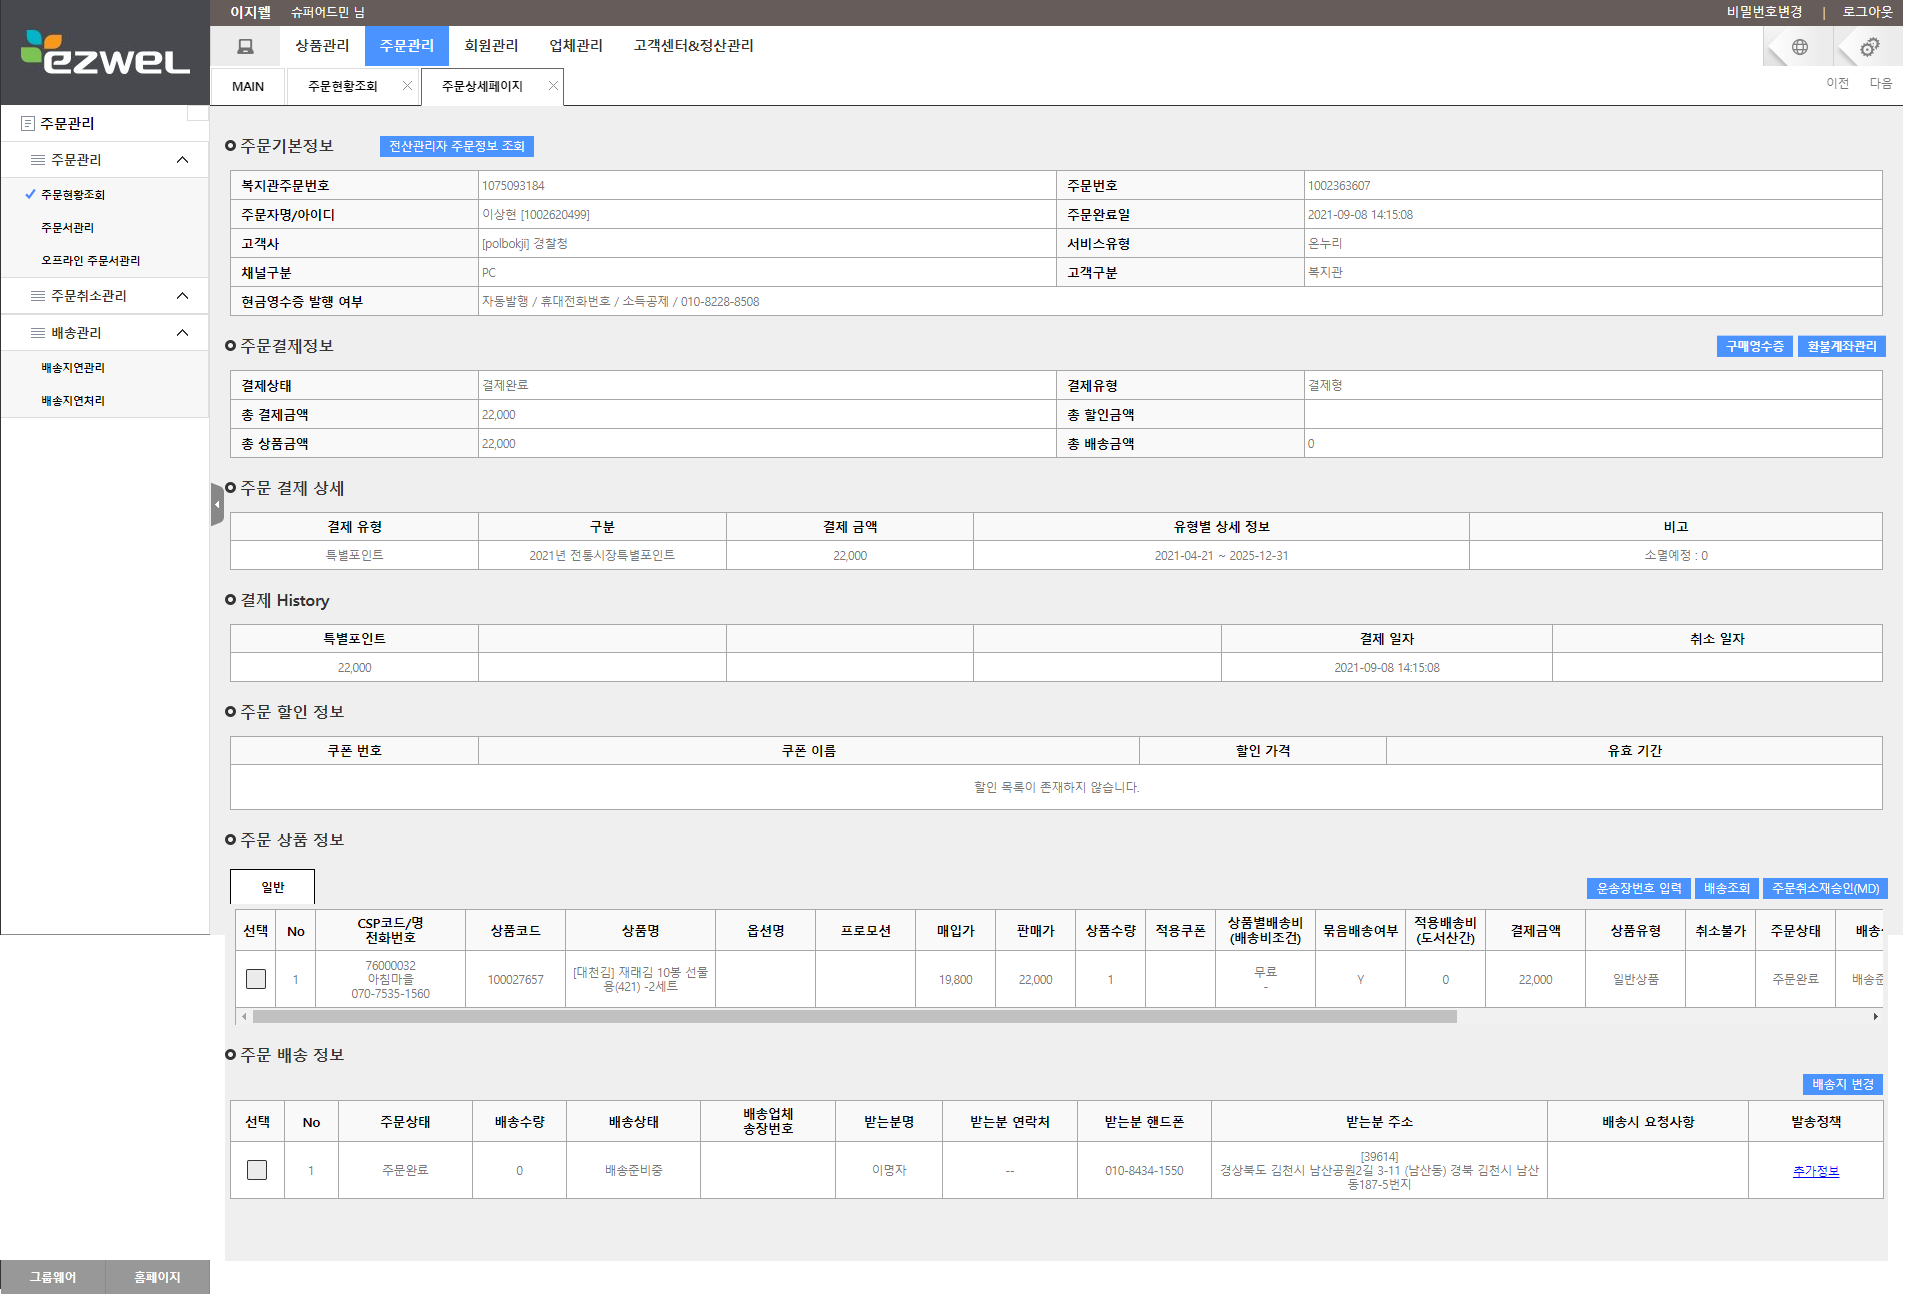 이지웰 슈퍼어드민 님 비밀번호변경 | 로그아웃
ezwel
상품관리 주문관리 회원관리 업체관리 고객센터&정산관리
MAIN 주문현황조회 주문상세페이지 이전 다음
주문관리
주문관리
주문현황조회
주문서관리
오프라인 주문서관리
주문취소관리
배송관리
배송지연관리
배송지연처리
그룹웨어 홈페이지
주문기본정보 전산관리자 주문정보 조회
복지관주문번호 1075093184 주문번호 1002363607
주문자명/아이디 이상현 [1002620499] 주문완료일 2021-09-08 14:15:08
고객사 [polbokji] 경찰청 서비스유형 온누리
채널구분 PC 고객구분 복지관
현금영수증 발행 여부 자동발행 / 휴대전화번호 / 소득공제 / 010-8228-8508
주문결제정보 구매영수증 환불계좌관리
결제상태 결제완료 결제유형 결제형
총 결제금액 22,000 총 할인금액
총 상품금액 22,000 총 배송금액 0
주문 결제 상세
결제 유형 구분 결제 금액 유형별 상세 정보 비고
특별포인트 2021년 전통시장특별포인트 22,000 2021-04-21 ~ 2025-12-31 소멸예정 : 0
결제 History
특별포인트 결제 일자 취소 일자
22,000 2021-09-08 14:15:08
주문 할인 정보
쿠폰 번호 쿠폰 이름 할인 가격 유효 기간
할인 목록이 존재하지 않습니다.
주문 상품 정보
일반 운송장번호 입력 배송조회 주문취소재승인(MD)
선택 No CSP코드/명 전화번호 상품코드 상품명 옵션명 프로모션 매입가 판매가 상품수량 적용쿠폰 상품별배송비 (배송비조건) 묶음배송여부 적용배송비 (도서산간) 결제금액 상품유형 취소불가 주문상태 배송
1 76000032 아침마을 070-7535-1560 100027657 [대천김] 재래김 10봉 선물용(421) -2세트 19,800 22,000 1 무료 - Y 0 22,000 일반상품 주문완료 배송준
주문 배송 정보
배송지 변경
선택 No 주문상태 배송수량 배송상태 배송업체 송장번호 받는분명 받는분 연락처 받는분 핸드폰 받는분 주소 배송시 요청사항 발송정책
1 주문완료 0 배송준비중 이명자 -- 010-8434-1550 [39614] 경상북도 김천시 남산공원2길 3-11 (남산동) 경북 김천시 남산동187-5번지 추가정보